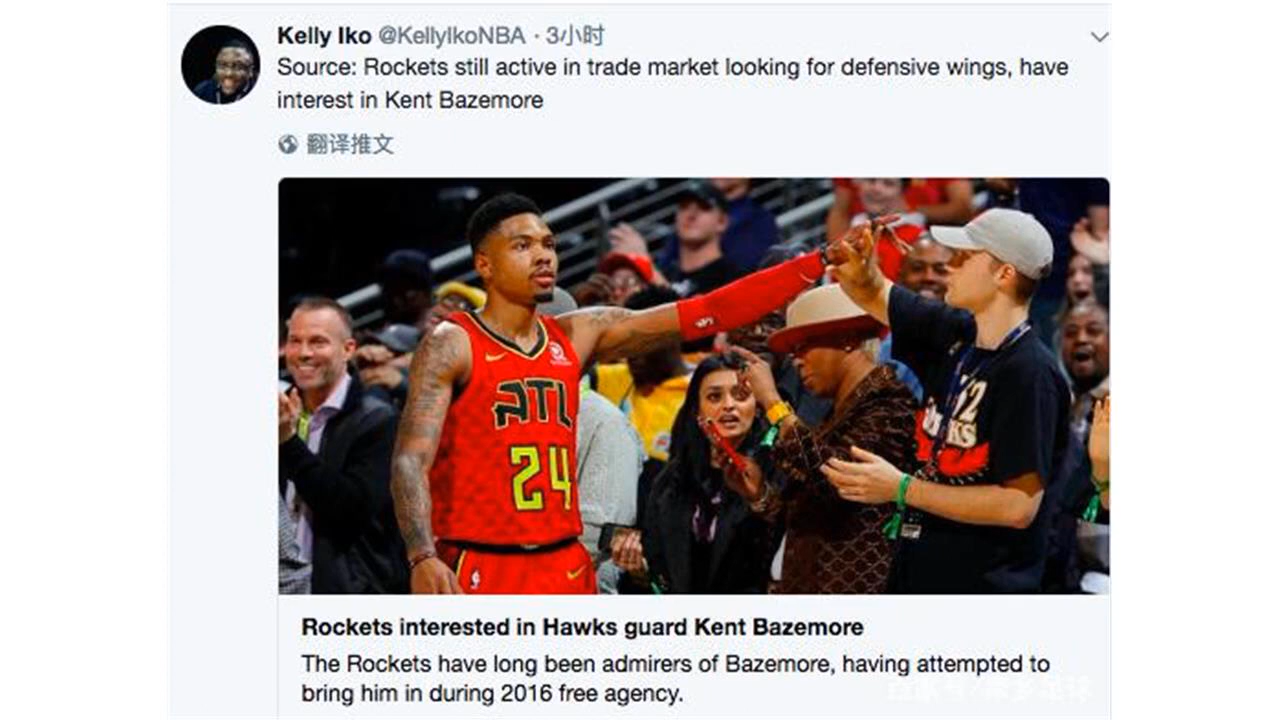 Kelly Iko @KellyIkoNBA · 3小时
Source: Rockets still active in trade market looking for defensive wings, have
interest in Kent Bazemore
翻译推文
ATL
24
12
KS
Rockets interested in Hawks guard Kent Bazemore
The Rockets have long been admirers of Bazemore, having attempted to
bring him in during 2016 free agency.